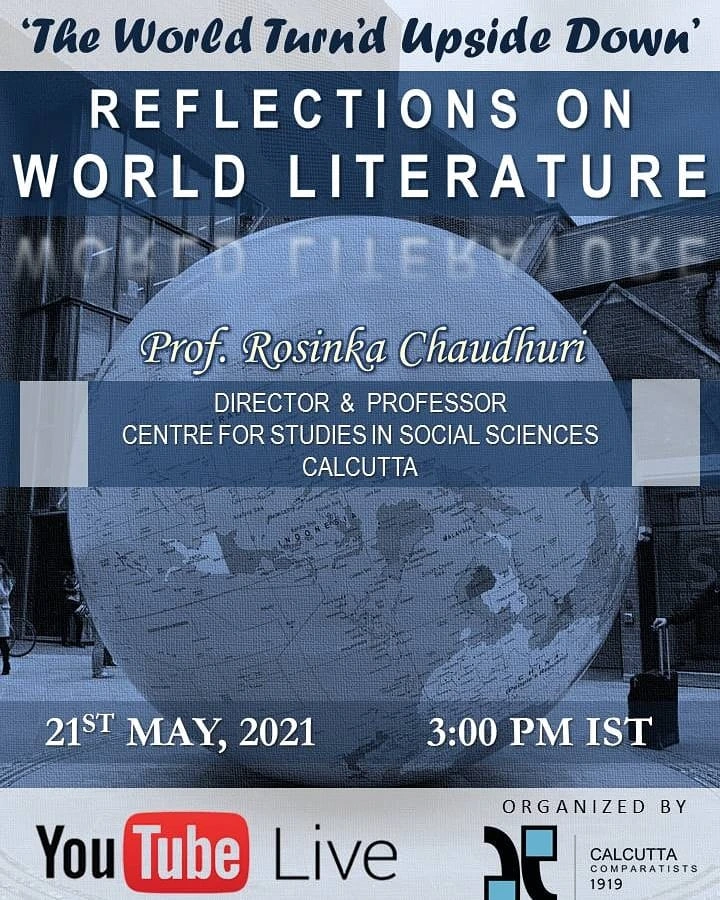 ‘The World Turn’d Upside Down’
REFLECTIONS ON
WORLD LITERATURE
Prof. Rosinka Chaudhuri
DIRECTOR & PROFESSOR
CENTRE FOR STUDIES IN SOCIAL SCIENCES
CALCUTTA
INDONESIA
21ST MAY, 2021
3:00 PM IST
ORGANIZED BY
YouTube Live
CALCUTTA
COMPARATISTS
1919